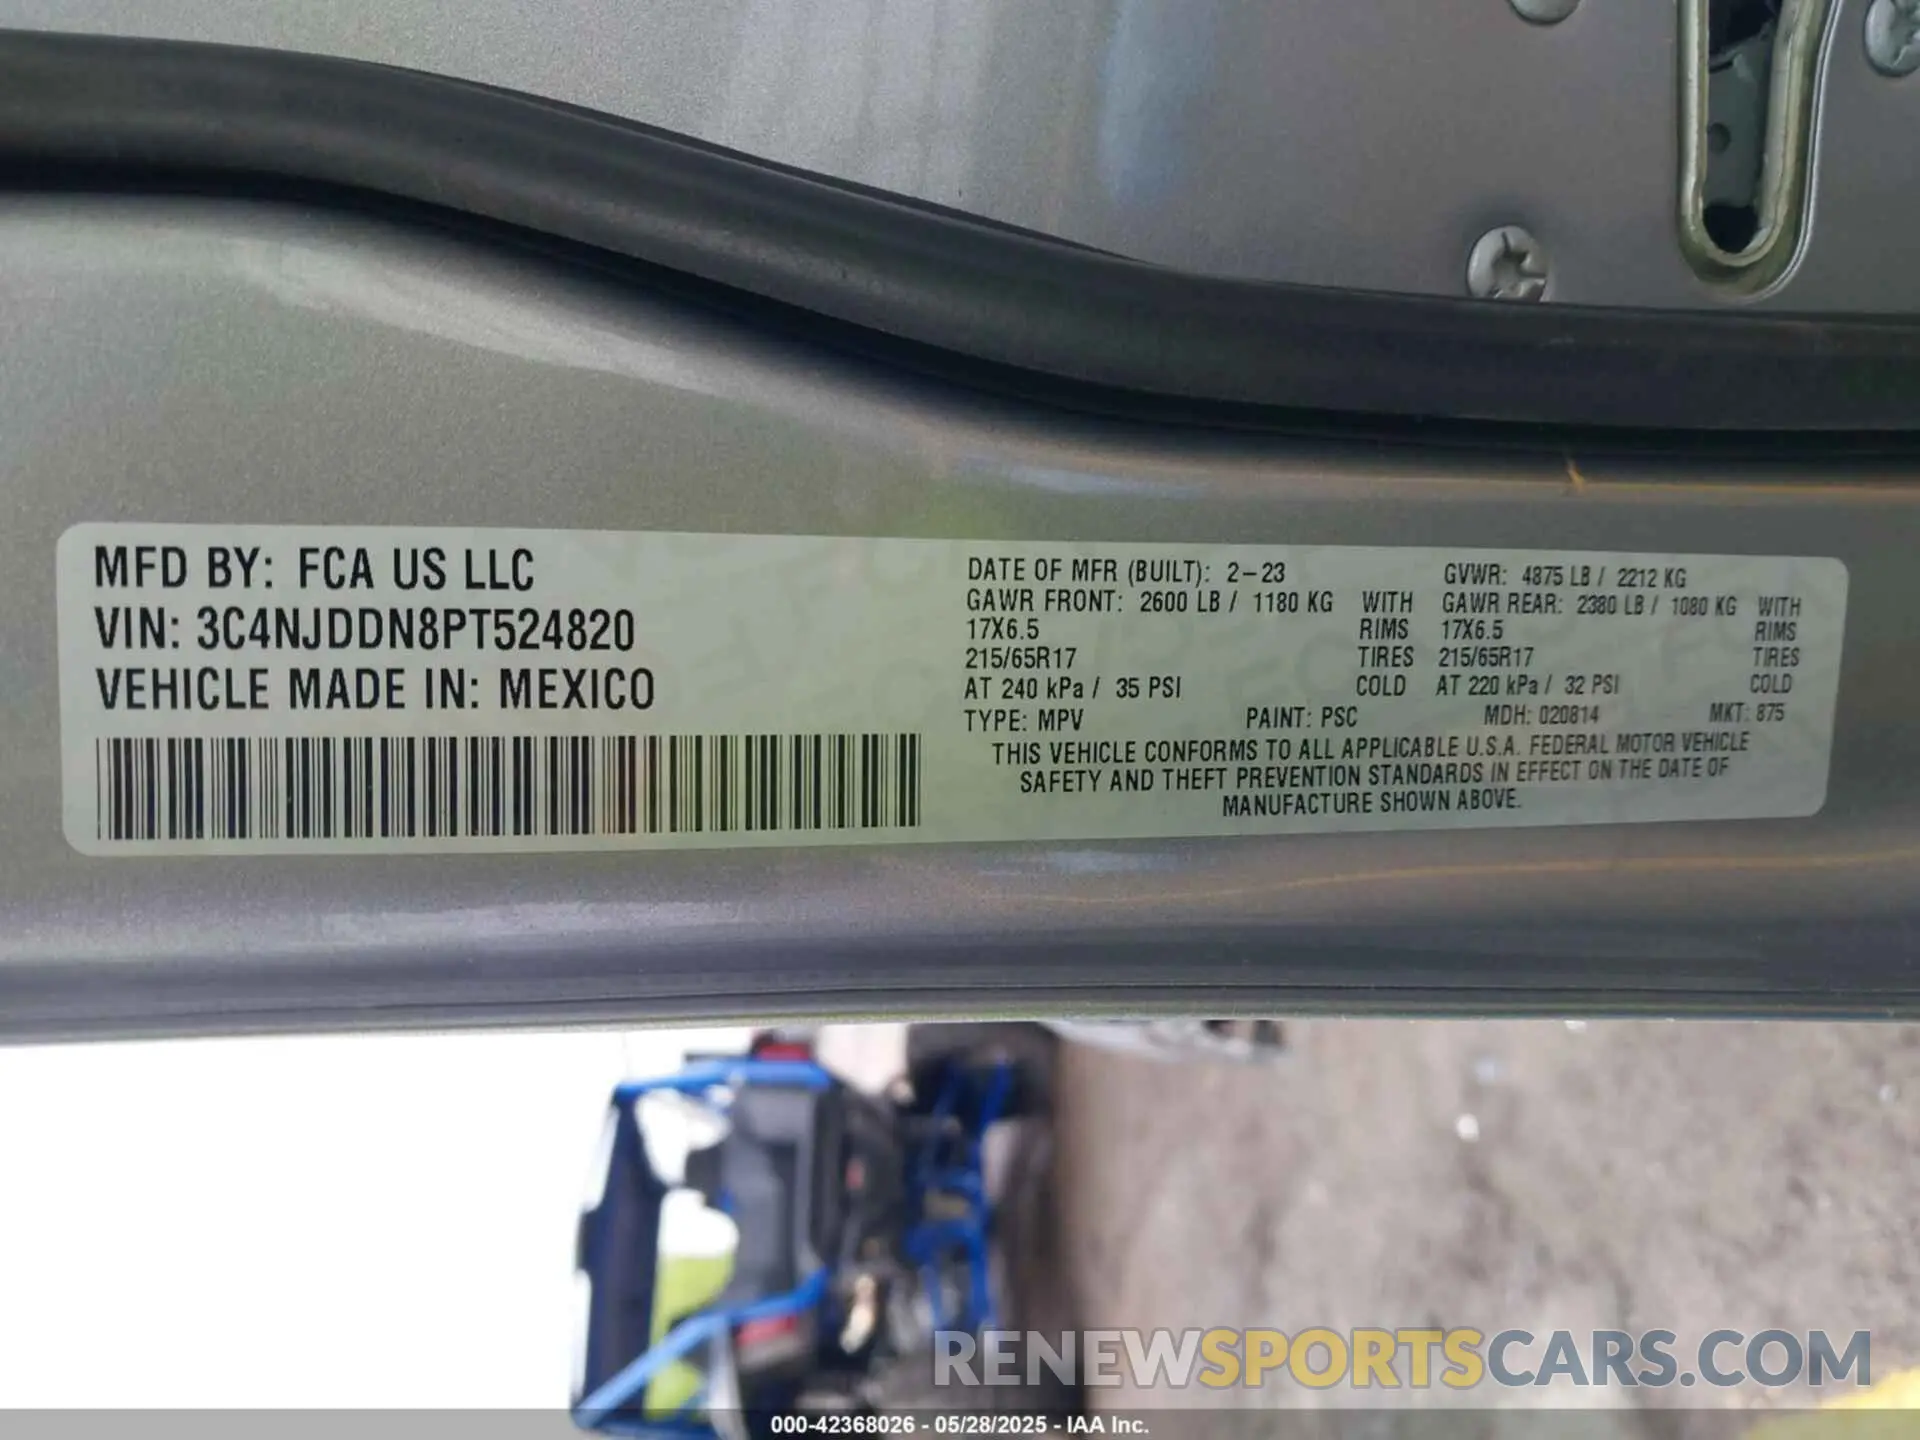 MFD BY: FCA US LLC
VIN: 3C4NJDDN8PT524820
VEHICLE MADE IN: MEXICO
DATE OF MFR (BUILT): 2-23 GVWR: 4875 LB / 2212 KG
GAWR FRONT: 2600 LB / 1180 KG WITH GAWR REAR: 2380 LB / 1080 KG WITH
17X6.5 RIMS 17X6.5 RIMS
215/65R17 TIRES 215/65R17 TIRES
AT 240 kPa / 35 PSI COLD AT 220 kPa / 32 PSI COLD
TYPE: MPV PAINT: PSC MDH: 020814 MKT: 875
THIS VEHICLE CONFORMS TO ALL APPLICABLE U.S.A. FEDERAL MOTOR VEHICLE
SAFETY AND THEFT PREVENTION STANDARDS IN EFFECT ON THE DATE OF
MANUFACTURE SHOWN ABOVE.
RENEWSPORTSCARS.COM
000-42368026 - 05/28/2025 - IAA Inc.